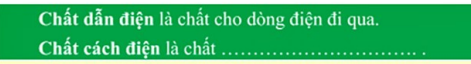 Chất dẫn điện là chất cho dòng điện đi qua.
Chất cách điện là chất ................................ .